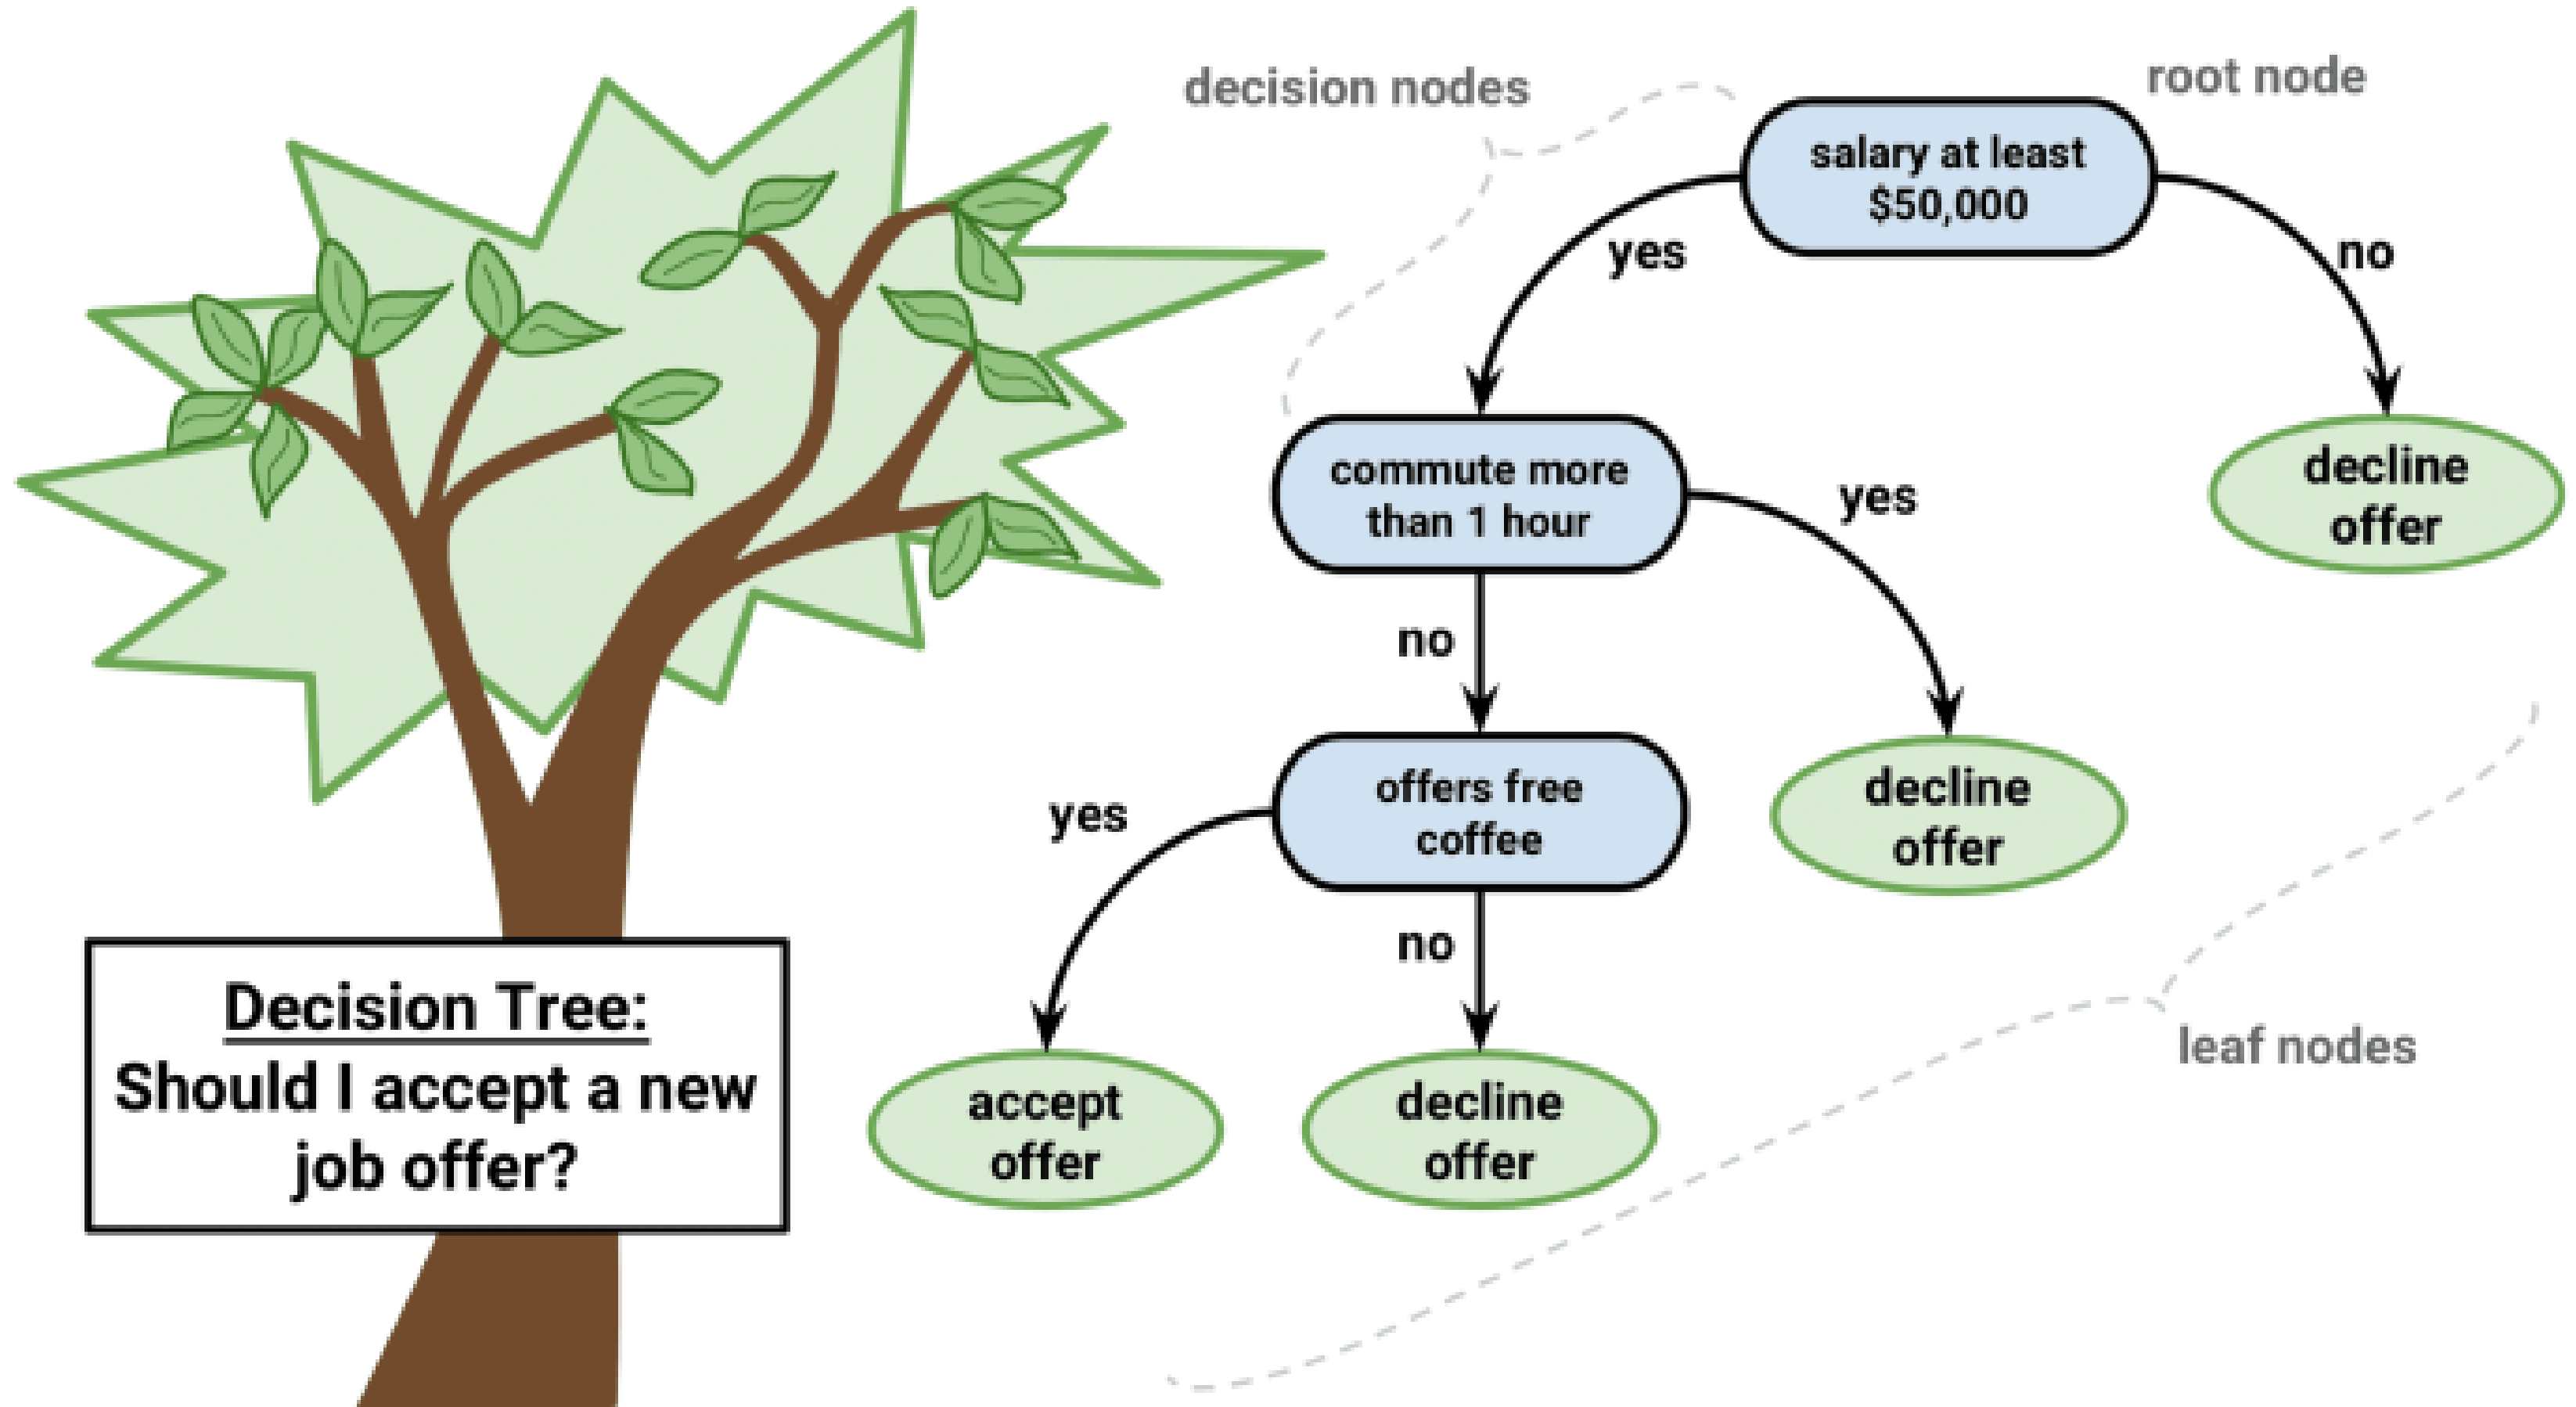 decision nodes
root node
salary at least
$50,000
yes
no
commute more
than 1 hour
yes
decline
offer
no
offers free
coffee
yes
decline
offer
no
Decision Tree:
Should I accept a new
job offer?
accept
offer
decline
offer
leaf nodes